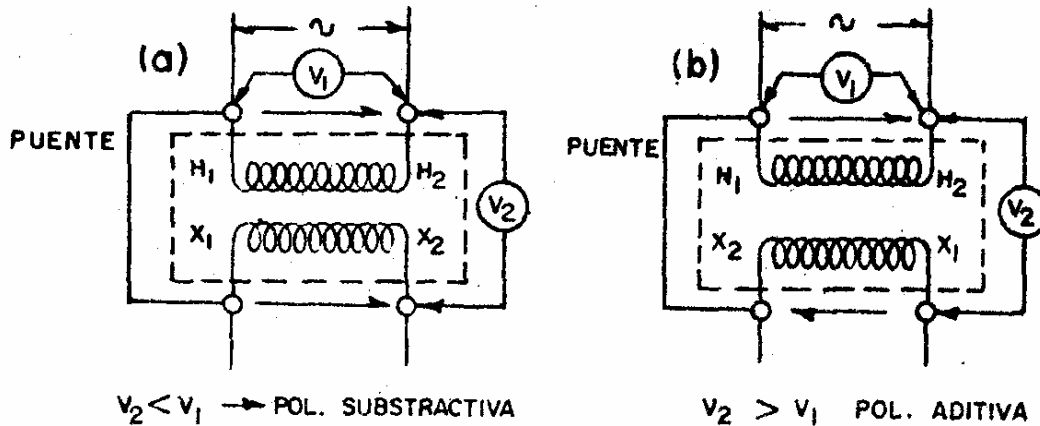 (a)
~
V1
PUENTE
H1 H2
V2
X1 X2
V2 < V1 → POL. SUBSTRACTIVA
(b)
~
V1
PUENTE
H1 H2
V2
X2 X1
V2 > V1 POL. ADITIVA